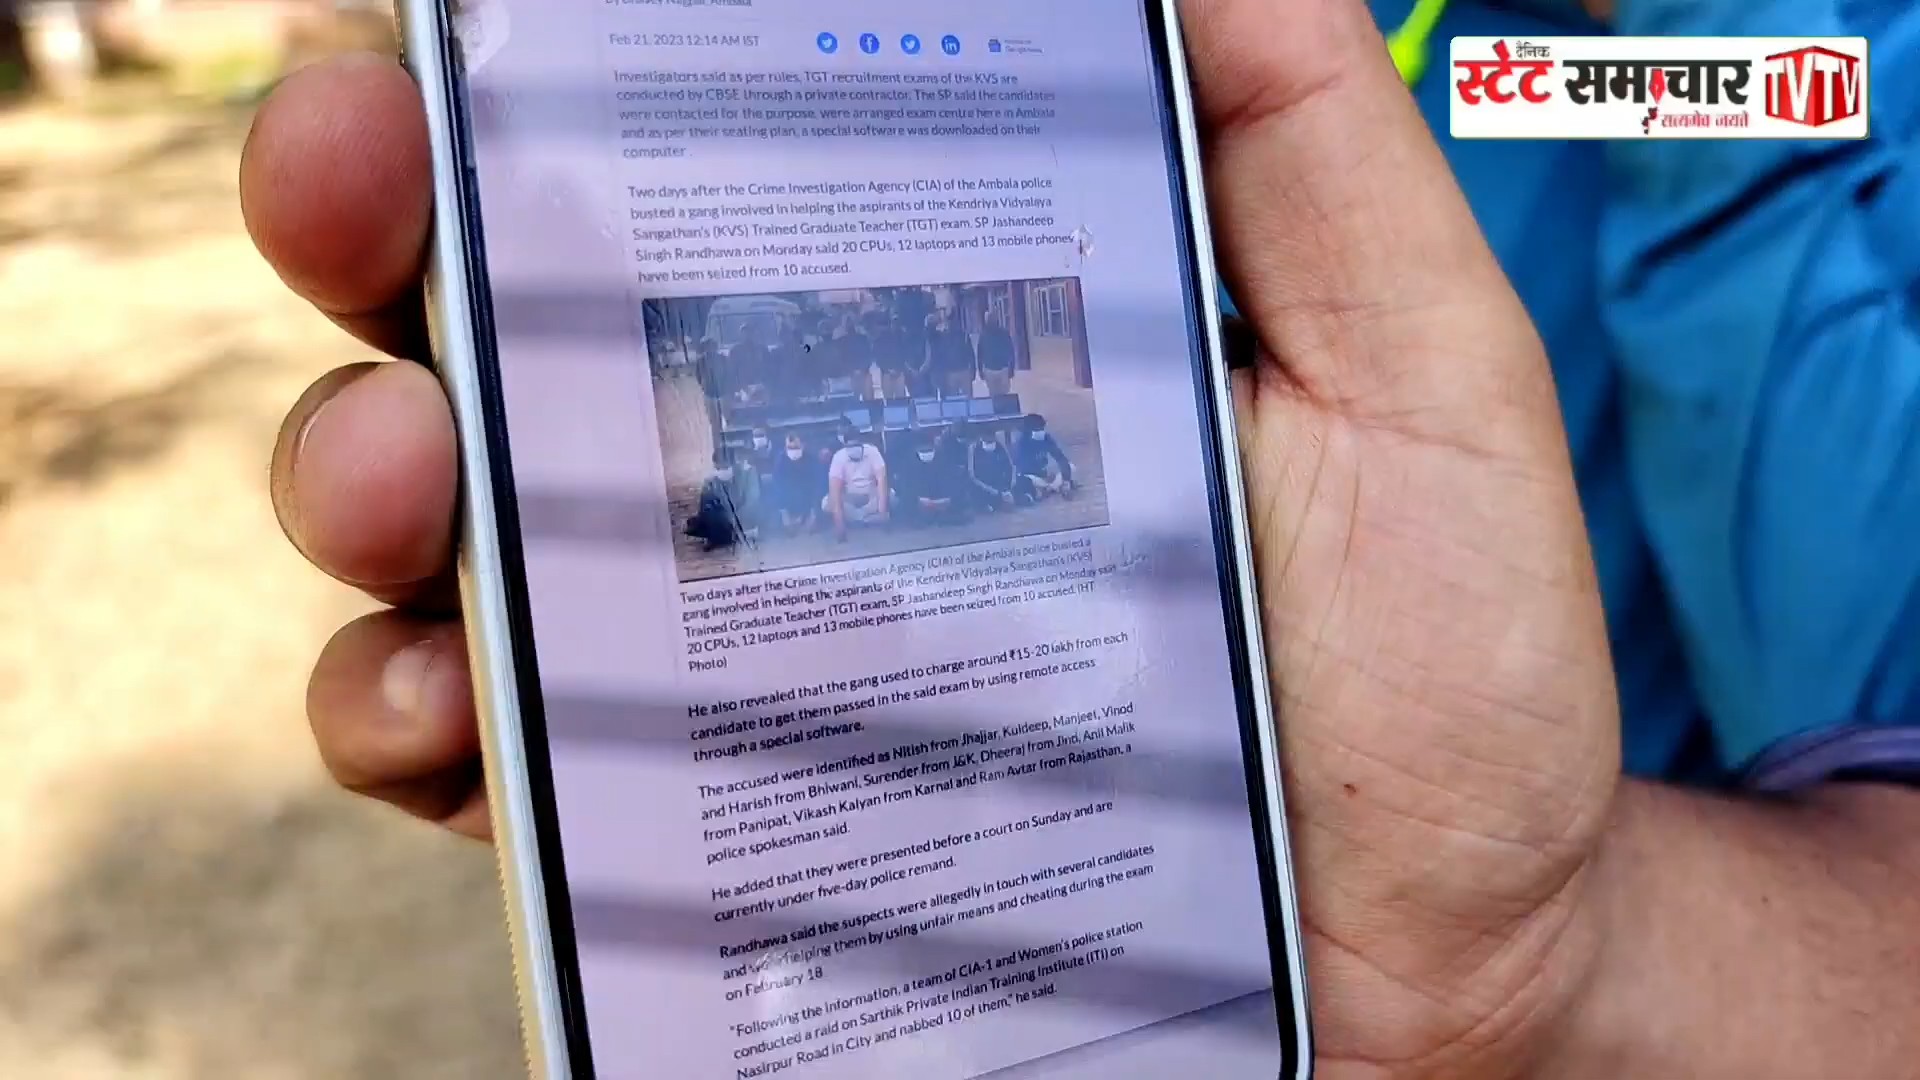 Feb 21, 2023 12:14 AM IST
Investigators said as per rules, TGT recruitment exams of the KVS are
conducted by CBSE through a private contractor. The SP said the candidates
were contacted for the purpose, were arranged exam centre here in Ambala
and as per their seating plan, a special software was downloaded on their
computer.
Two days after the Crime Investigation Agency (CIA) of the Ambala police
busted a gang involved in helping the aspirants of the Kendriya Vidyalaya
Sangathan's (KVS) Trained Graduate Teacher (TGT) exam, SP Jashandeep
Singh Randhawa on Monday said 20 CPUs, 12 laptops and 13 mobile phones
have been seized from 10 accused.
Two days after the Crime Investigation Agency (CIA) of the Ambala police busted a
gang involved in helping the aspirants of the Kendriya Vidyalaya Sangathan's (KVS)
Trained Graduate Teacher (TGT) exam, SP Jashandeep Singh Randhawa on Monday said
20 CPUs, 12 laptops and 13 mobile phones have been seized from 10 accused. (HT
Photo)
He also revealed that the gang used to charge around ₹15-20 lakh from each
candidate to get them passed in the said exam by using remote access
through a special software.
The accused were identified as Nitish from Jhajjar, Kuldeep, Manjeet, Vinod
and Harish from Bhiwani, Surender from J&K, Dheeraj from Jind, Anil Malik
from Panipat, Vikash Kalyan from Karnal and Ram Avtar from Rajasthan, a
police spokesman said.
He added that they were presented before a court on Sunday and are
currently under five-day police remand.
Randhawa said the suspects were allegedly in touch with several candidates
and helping them by using unfair means and cheating during the exam
on February 18.
"Following the information, a team of CIA-1 and Women's police station
conducted a raid on Sarthik Private Indian Training Institute (ITI) on
Nasirpur Road in City and nabbed 10 of them," he said.
दैनिक
स्टेट समाचार TVTV
सत्यमेव जयते